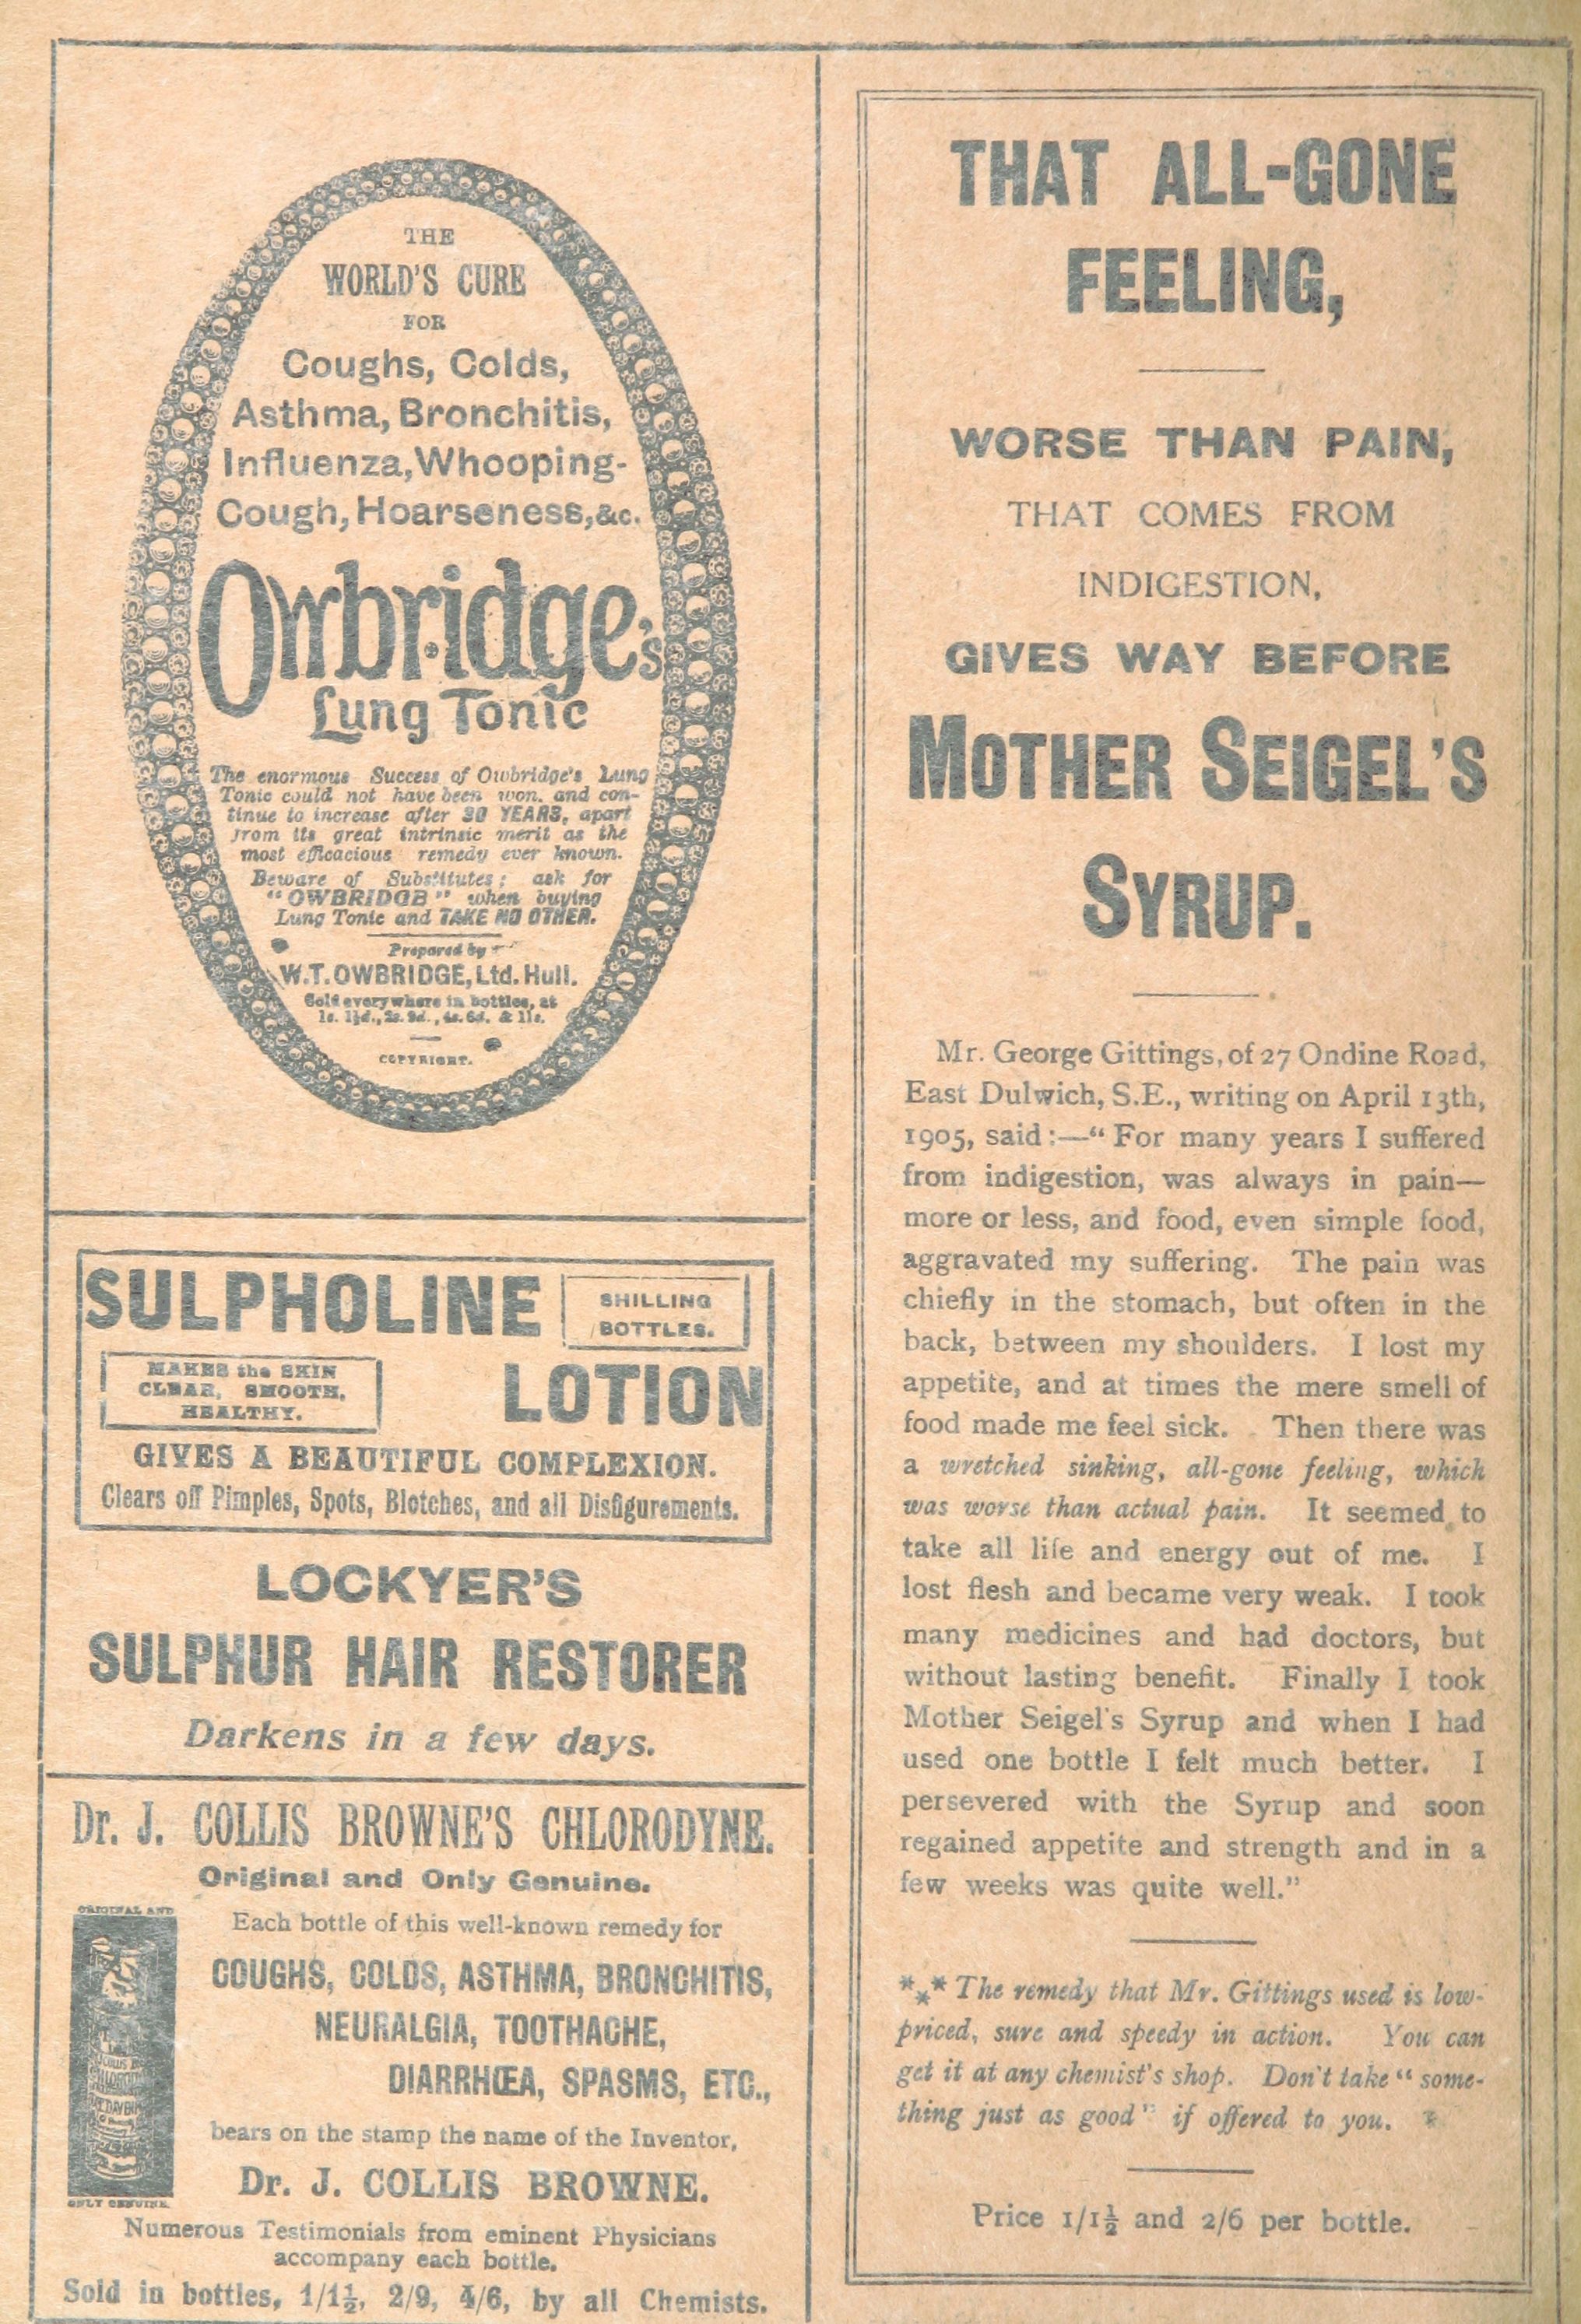 THE
WORLD'S CURE
FOR
Coughs, Colds,
Asthma, Bronchitis,
Influenza, Whooping-
Cough, Hoarseness, &c.
Owbridge's
Lung Tonic
The enormous Success of Owbridge's Lung
Tonic could not have been won, and con-
tinue to increase after 30 YEARS, apart
from its great intrinsic merit as the
most efficacious remedy ever known.
Beware of Substitutes; ask for
"OWBRIDGE" when buying
Lung Tonic and TAKE NO OTHER.
Prepared by
W.T. OWBRIDGE, Ltd. Hull.
Sold everywhere in bottles, at
1s. 1½d., 2s. 9d., 4s. 6d. & 11s.
COPYRIGHT.
SULPHOLINE
SHILLING
BOTTLES.
MAKES the SKIN
CLEAR, SMOOTH,
HEALTHY.
LOTION
GIVES A BEAUTIFUL COMPLEXION.
Clears off Pimples, Spots, Blotches, and all Disfigurements.
LOCKYER'S
SULPHUR HAIR RESTORER
Darkens in a few days.
Dr. J. COLLIS BROWNE'S CHLORODYNE.
Original and Only Genuine.
ORIGINAL AND
ONLY GENUINE.
Each bottle of this well-known remedy for
COUGHS, COLDS, ASTHMA, BRONCHITIS,
NEURALGIA, TOOTHACHE,
DIARRHŒA, SPASMS, ETC.,
bears on the stamp the name of the Inventor,
Dr. J. COLLIS BROWNE.
Numerous Testimonials from eminent Physicians
accompany each bottle.
Sold in bottles, 1/1½, 2/9, 4/6, by all Chemists.
THAT ALL-GONE
FEELING,
WORSE THAN PAIN,
THAT COMES FROM
INDIGESTION,
GIVES WAY BEFORE
MOTHER SEIGEL'S
SYRUP.
Mr. George Gittings, of 27 Ondine Road,
East Dulwich, S.E., writing on April 13th,
1905, said:—"For many years I suffered
from indigestion, was always in pain—
more or less, and food, even simple food,
aggravated my suffering. The pain was
chiefly in the stomach, but often in the
back, between my shoulders. I lost my
appetite, and at times the mere smell of
food made me feel sick. Then there was
a wretched sinking, all-gone feeling, which
was worse than actual pain. It seemed to
take all life and energy out of me. I
lost flesh and became very weak. I took
many medicines and had doctors, but
without lasting benefit. Finally I took
Mother Seigel's Syrup and when I had
used one bottle I felt much better. I
persevered with the Syrup and soon
regained appetite and strength and in a
few weeks was quite well."
*** The remedy that Mr. Gittings used is low-
priced, sure and speedy in action. You can
get it at any chemist's shop. Don't take "some-
thing just as good" if offered to you.
Price 1/1½ and 2/6 per bottle.